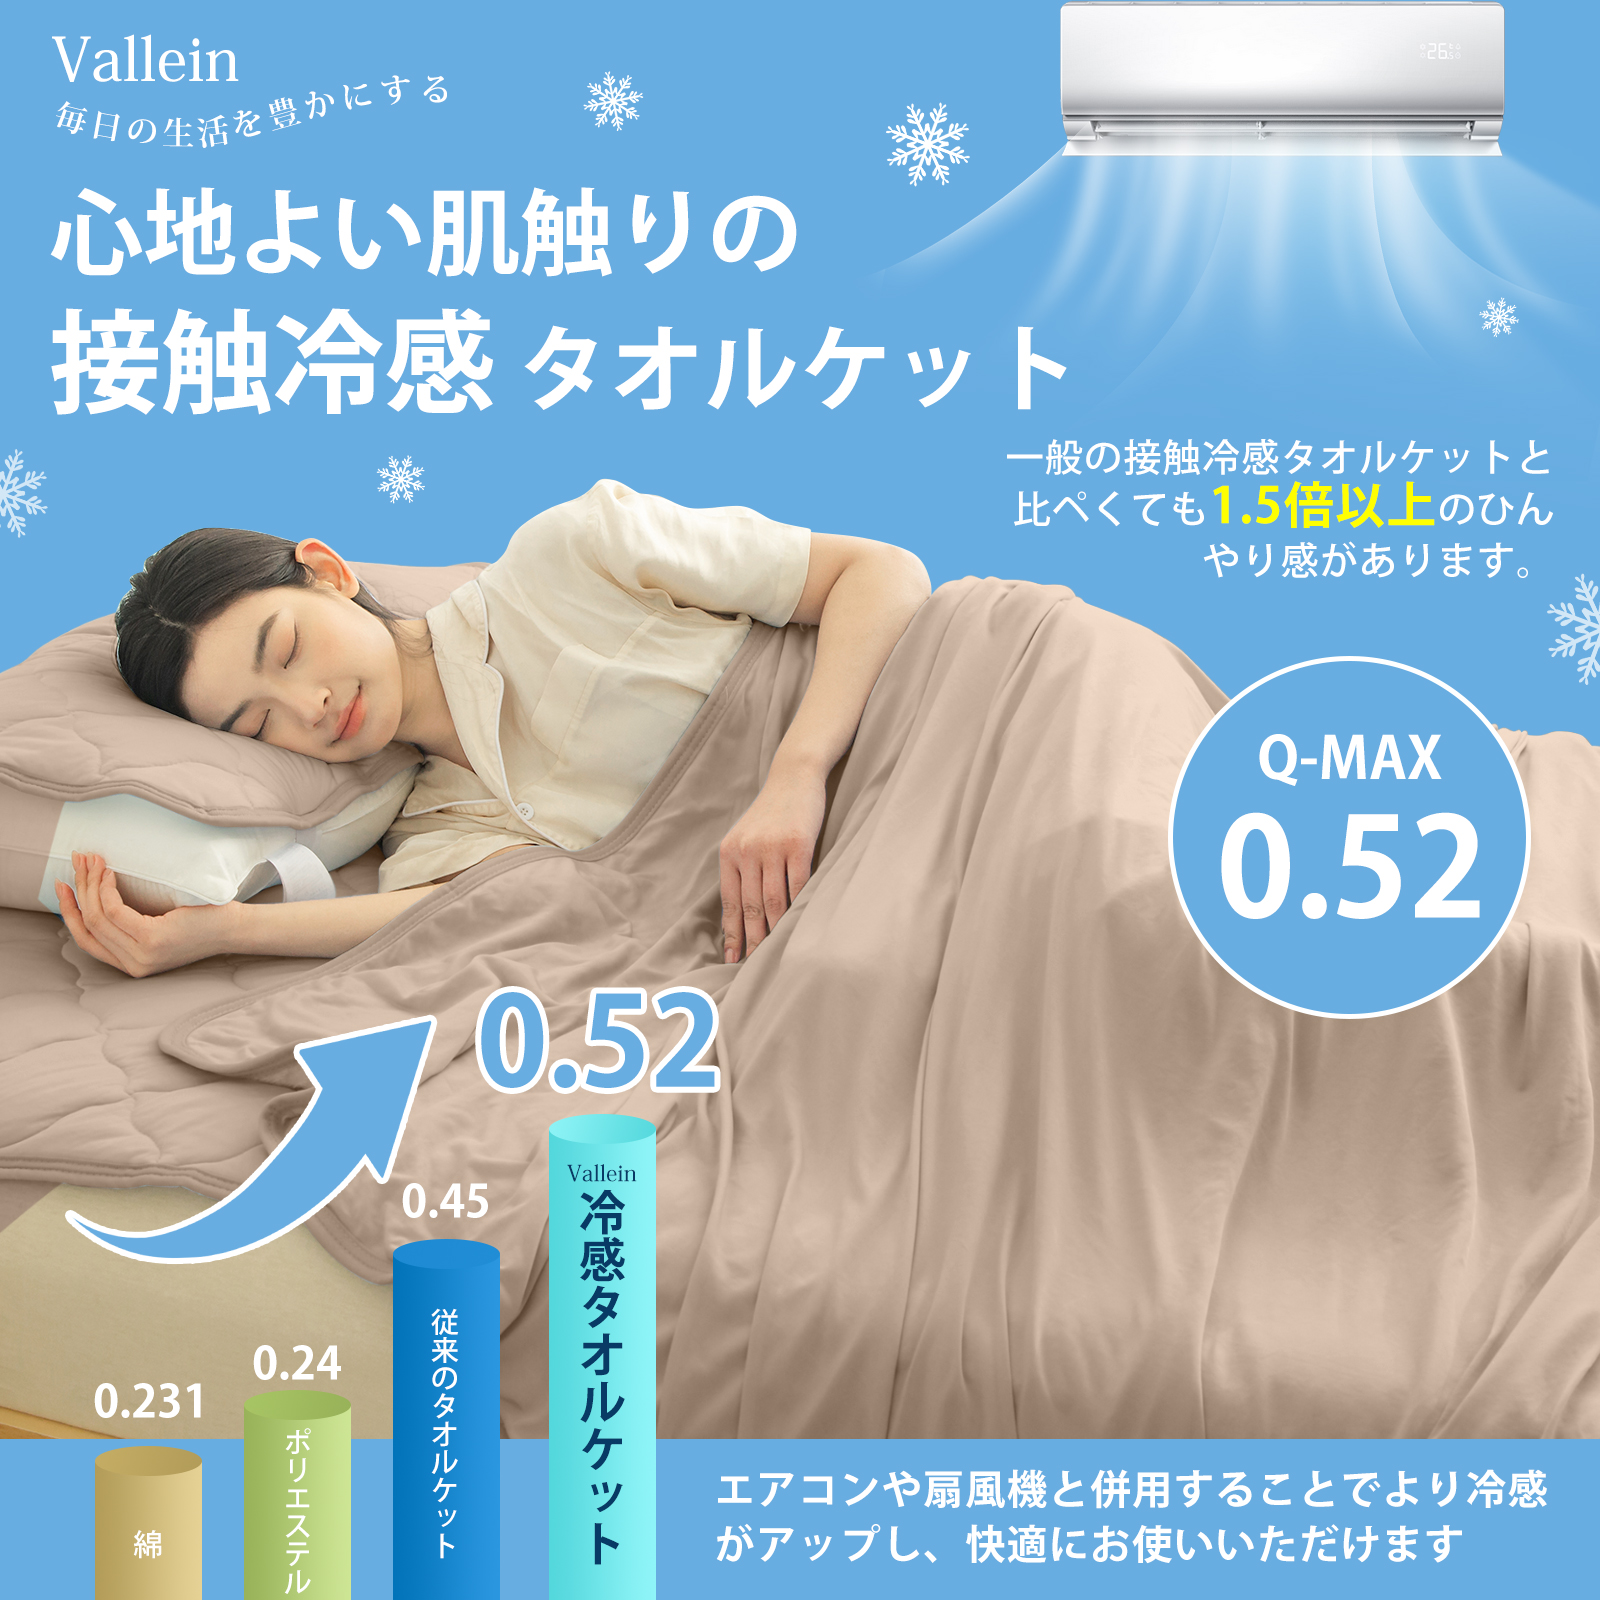 Vallein
毎日の生活を豊かにする
心地よい肌触りの
接触冷感 タオルケット
一般の接触冷感タオルケットと
比べくても1.5倍以上のひん
やり感があります。
Q-MAX
0.52
0.52
Vallein
冷感タオルケット
0.45
従来のタオルケット
0.24
ポリエステル
0.231
綿
エアコンや扇風機と併用することでより冷感
がアップし、快適にお使いいただけます